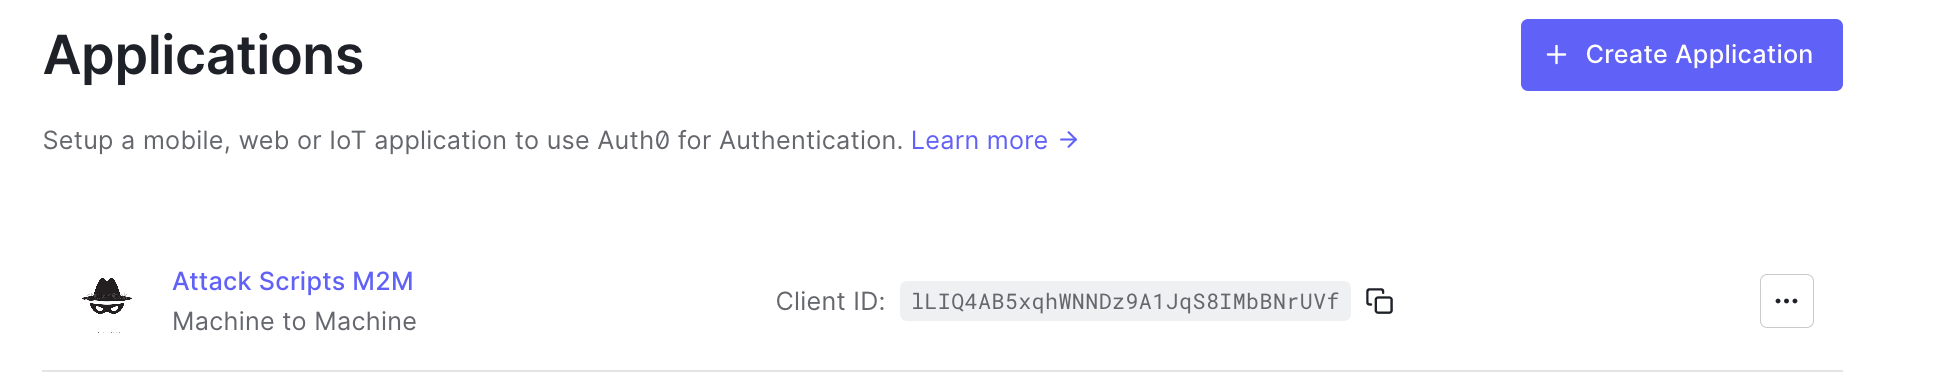 Applications
+ Create Application
Setup a mobile, web or IoT application to use Auth0 for Authentication. Learn more →
Attack Scripts M2M
Machine to Machine
Client ID: lLIQ4AB5xqhWNNDz9A1JqS8IMbBNrUVf